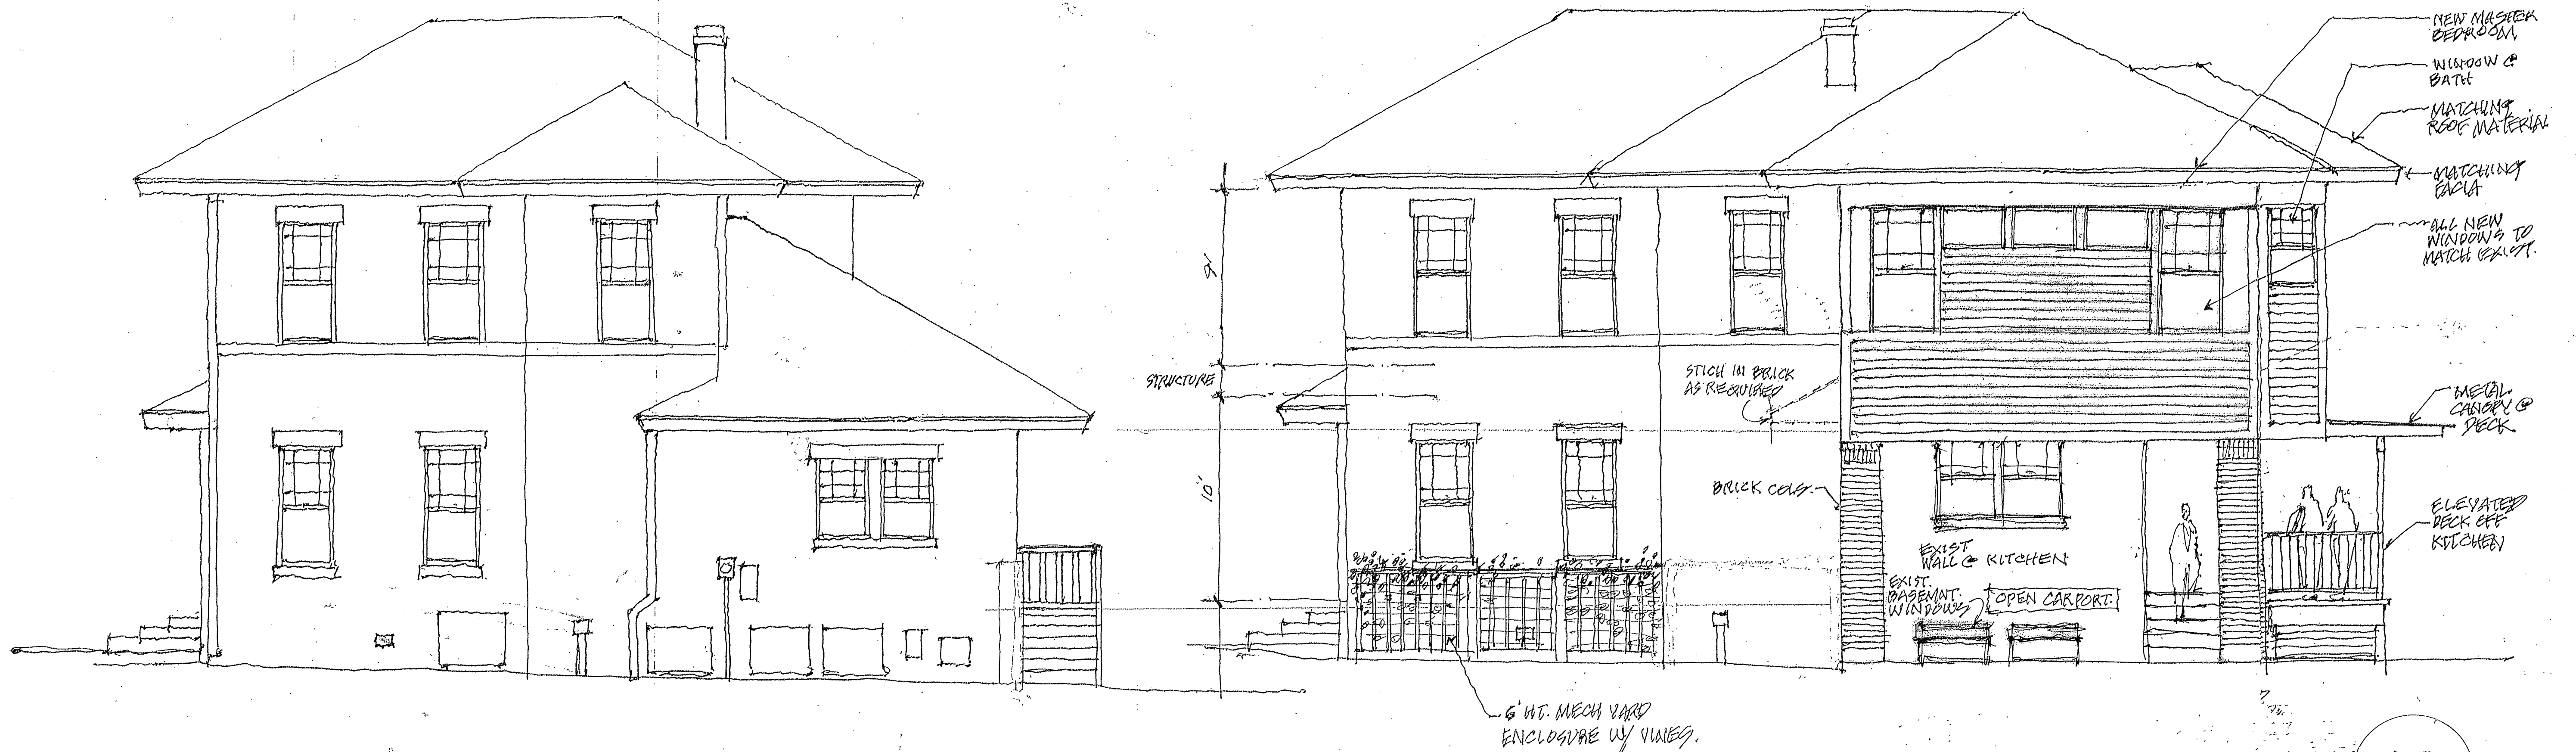 NEW MASTER
BEDROOM
WINDOW @
BATH
MATCHING
ROOF MATERIAL
MATCHING
FACIA
ALL NEW
WINDOWS TO
MATCH EXIST.
9'
STRUCTURE
10'
STICH IN BRICK
AS REQUIRED
BRICK COLS.
METAL
CANOPY @
DECK
ELEVATED
DECK OFF
KITCHEN
EXIST
WALL @ KITCHEN
EXIST.
BASEMNT.
WINDOWS
OPEN CARPORT.
6' HT. MECH YARD
ENCLOSURE W/ VINES.